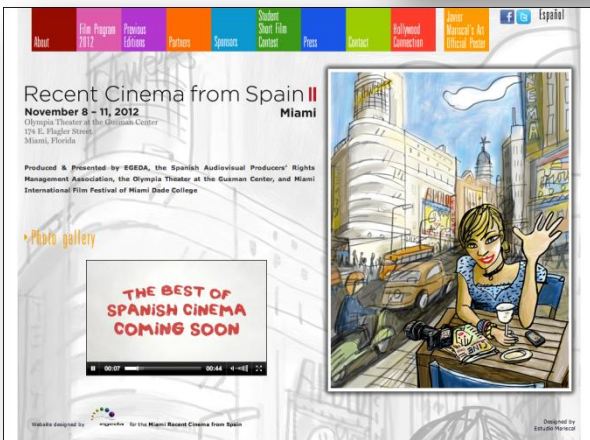 About
Film Program
2012
Previous
Editions
Partners
Sponsors
Student
Short Film
Contest
Press
Contact
Hollywood
Connection
Javier
Mariscal's Art
Official Poster
f
Español
Recent Cinema from Spain II
November 8 – 11, 2012
Miami
Olympia Theater at the Gusman Center
174 E. Flagler Street
Miami, Florida
Produced & Presented by EGEDA, the Spanish Audiovisual Producers' Rights
Management Association, the Olympia Theater at the Gusman Center, and Miami
International Film Festival of Miami Dade College
Photo gallery
THE BEST OF
SPANISH CINEMA
COMING SOON
00:07
00:44
CINEMA
Website designed by
for the Miami Recent Cinema from Spain
Designed by
Estudio Mariscal